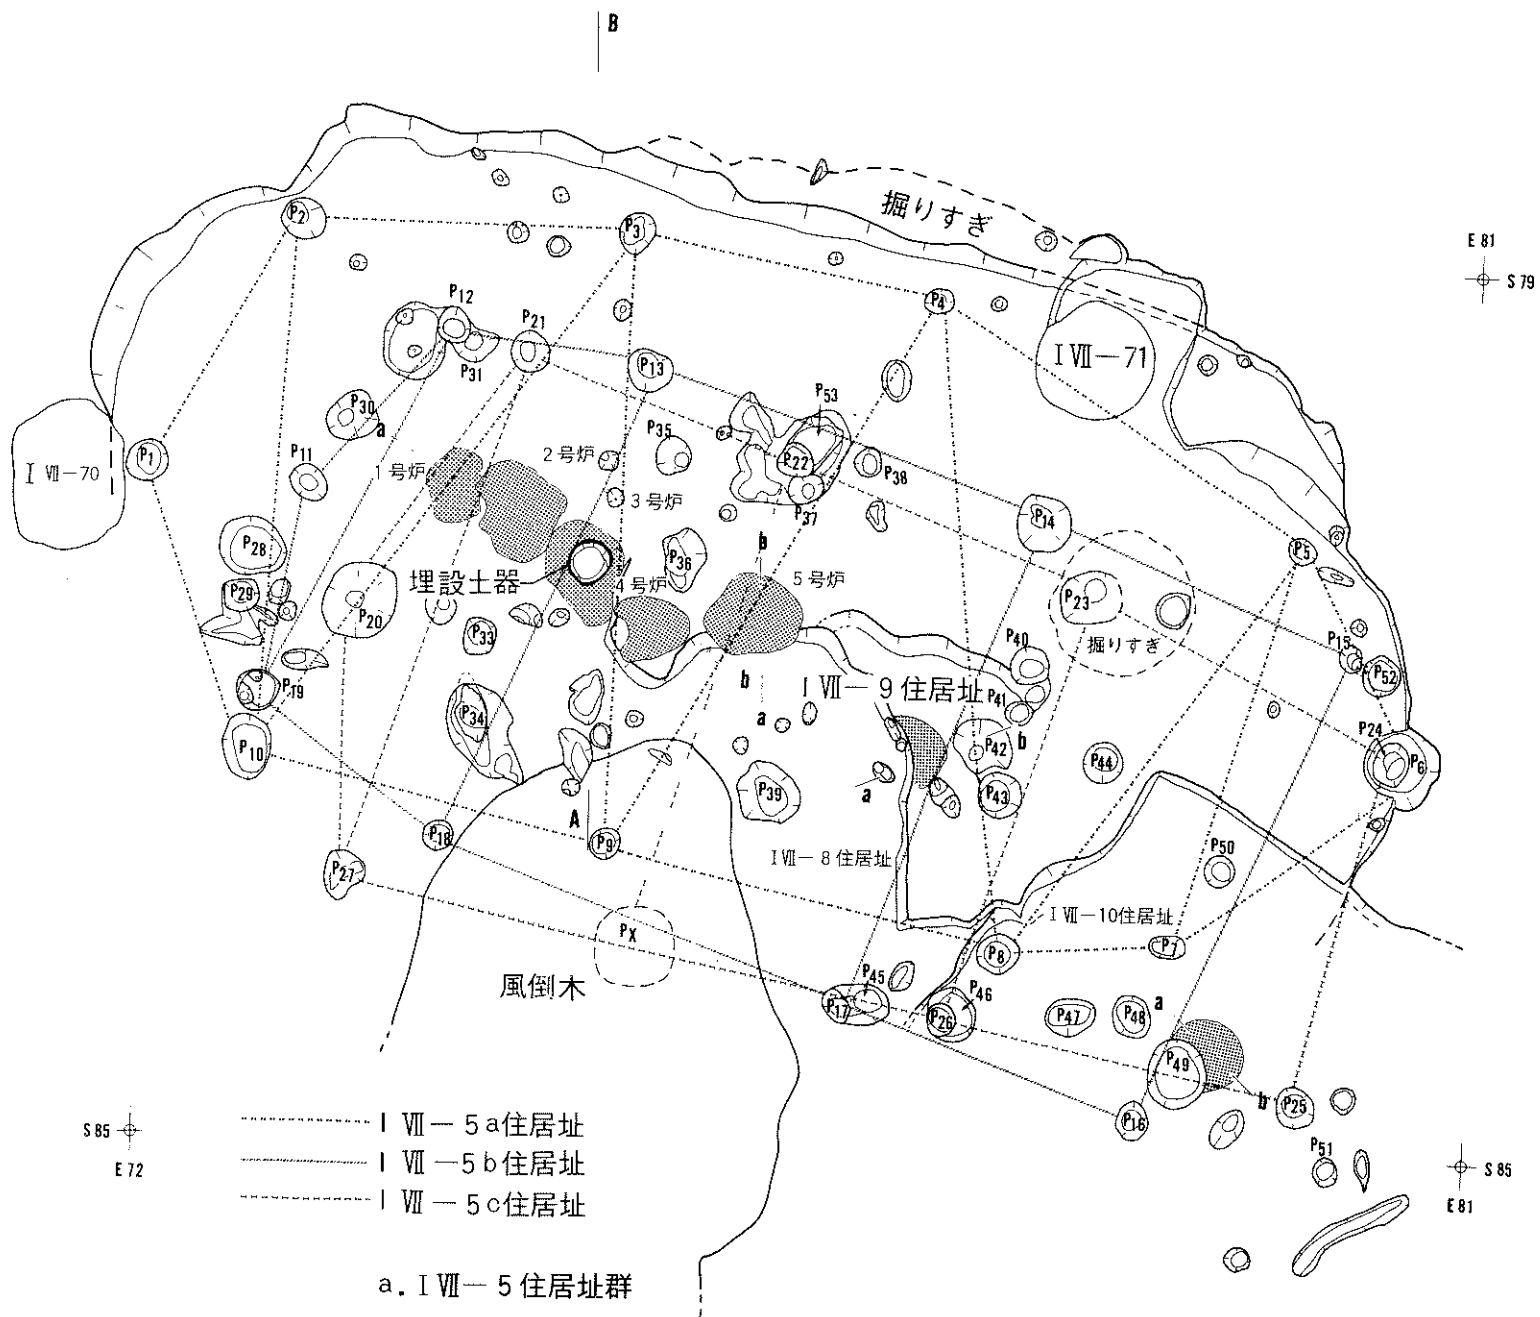 B
掘りすぎ
E 81
S 79
P2
P3
P4
P12
P21
P31
P13
I Ⅶ—71
P30
a
P53
P1
P11
P35
P22
P38
I Ⅶ—70
1号炉
2号炉
3号炉
P37
P14
P28
b
P5
P36
埋設土器
4号炉
5号炉
P29
P20
P23
P33
掘りすぎ
P40
P15
P52
P19
b
I Ⅶ—9住居址
P41
P34
a
P42
b
P24
P10
P44
P6
a
P39
P43
A
P18
P9
P50
P27
I Ⅶ—8住居址
I Ⅶ—10住居址
PX
P8
P7
風倒木
P45
P46
P17
P26
P47
P48
a
P49
b
P25
P16
S 85
E 72
I Ⅶ—5a住居址
I Ⅶ—5b住居址
I Ⅶ—5c住居址
P51
S 85
E 81
a. I Ⅶ—5住居址群